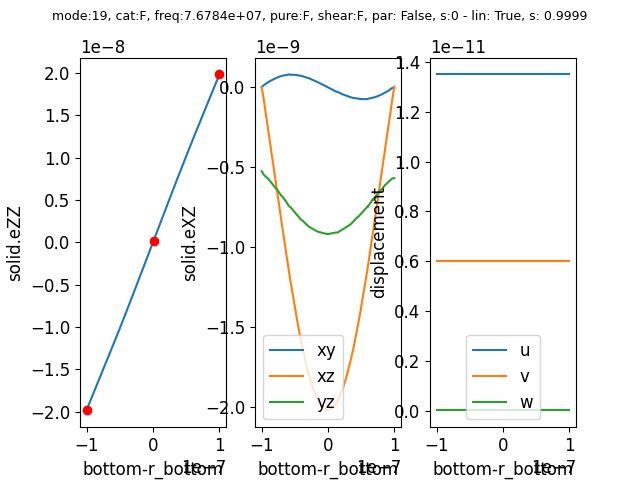 mode:19, cat:F, freq:7.6784e+07, pure:F, shear:F, par: False, s:0 - lin: True, s: 0.9999
1e−8
2.0
1.5
1.0
0.5
0.0
−0.5
−1.0
−1.5
−2.0
solid.eZZ
−1
0
1
1e−7
bottom-r_bottom
1e−9
0.0
−0.5
−1.0
−1.5
−2.0
solid.eXZ
xy
xz
yz
−1
0
1
1e−7
bottom-r_bottom
1e−11
1.4
1.2
1.0
0.8
0.6
0.4
0.2
0.0
displacement
u
v
w
−1
0
1
1e−7
bottom-r_bottom